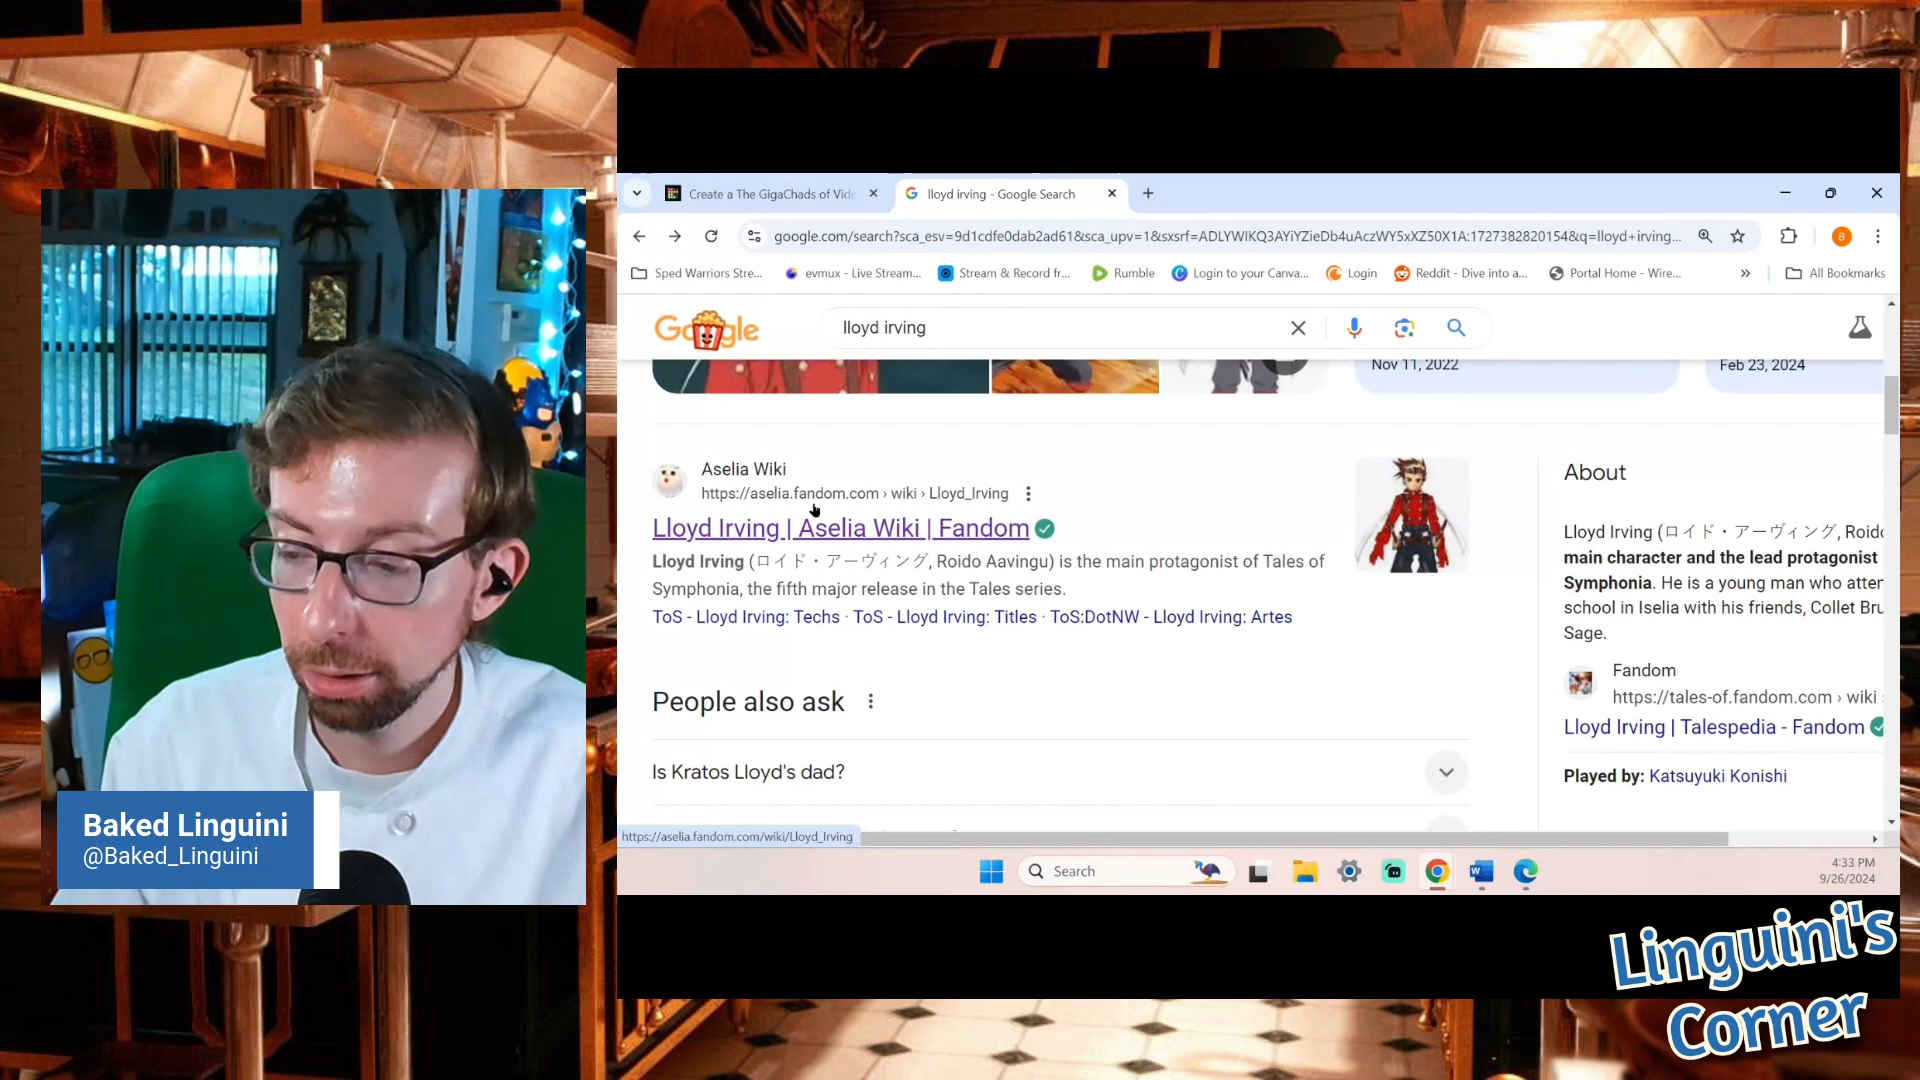 Create a The GigaChads of Vide
lloyd irving - Google Search
google.com/search?sca_esv=9d1cdfe0dab2ad61&sca_upv=1&sxsrf=ADLYWIKQ3AYiYZieDb4uAczWY5xXZ50X1A:1727382820154&q=lloyd+irving...
Sped Warriors Stre...
evmux - Live Stream...
Stream & Record fr...
Rumble
Login to your Canva...
Login
Reddit - Dive into a...
Portal Home - Wire...
All Bookmarks
Google
lloyd irving
Nov 11, 2022
Feb 23, 2024
Aselia Wiki
https://aselia.fandom.com › wiki › Lloyd_Irving
Lloyd Irving | Aselia Wiki | Fandom
Lloyd Irving (ロイド・アーヴィング, Roido Aavingu) is the main protagonist of Tales of
Symphonia, the fifth major release in the Tales series.
ToS - Lloyd Irving: Techs · ToS - Lloyd Irving: Titles · ToS:DotNW - Lloyd Irving: Artes
People also ask
Is Kratos Lloyd's dad?
About
Lloyd Irving (ロイド・アーヴィング, Roido
main character and the lead protagonist
Symphonia. He is a young man who atter
school in Iselia with his friends, Collet Bru
Sage.
Fandom
https://tales-of.fandom.com › wiki
Lloyd Irving | Talespedia - Fandom
Played by: Katsuyuki Konishi
https://aselia.fandom.com/wiki/Lloyd_Irving
Search
4:33 PM
9/26/2024
Baked Linguini
@Baked_Linguini
Linguini's
Corner